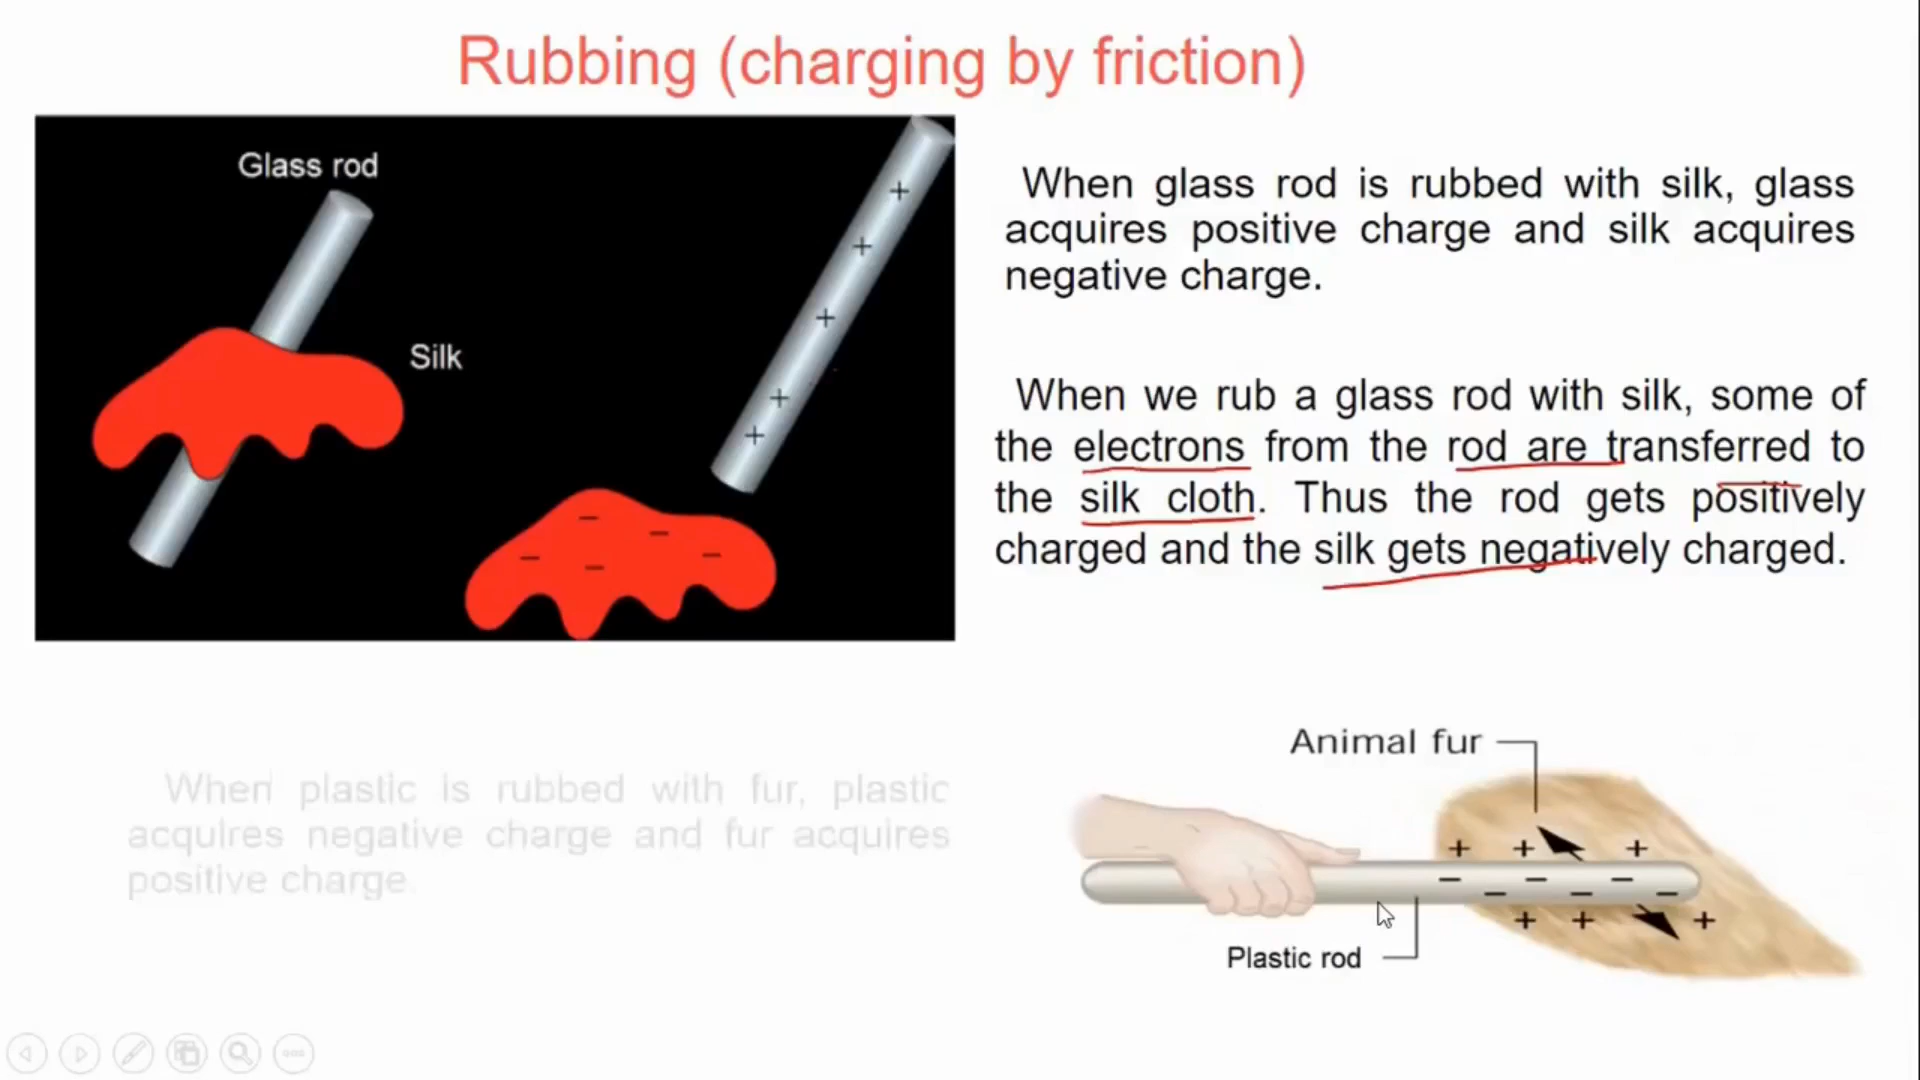 Rubbing (charging by friction)
Glass rod
Silk
When glass rod is rubbed with silk, glass
acquires positive charge and silk acquires
negative charge.
When we rub a glass rod with silk, some of
the electrons from the rod are transferred to
the silk cloth. Thus the rod gets positively
charged and the silk gets negatively charged.
When plastic is rubbed with fur, plastic
acquires negative charge and fur acquires
positive charge.
Animal fur
Plastic rod